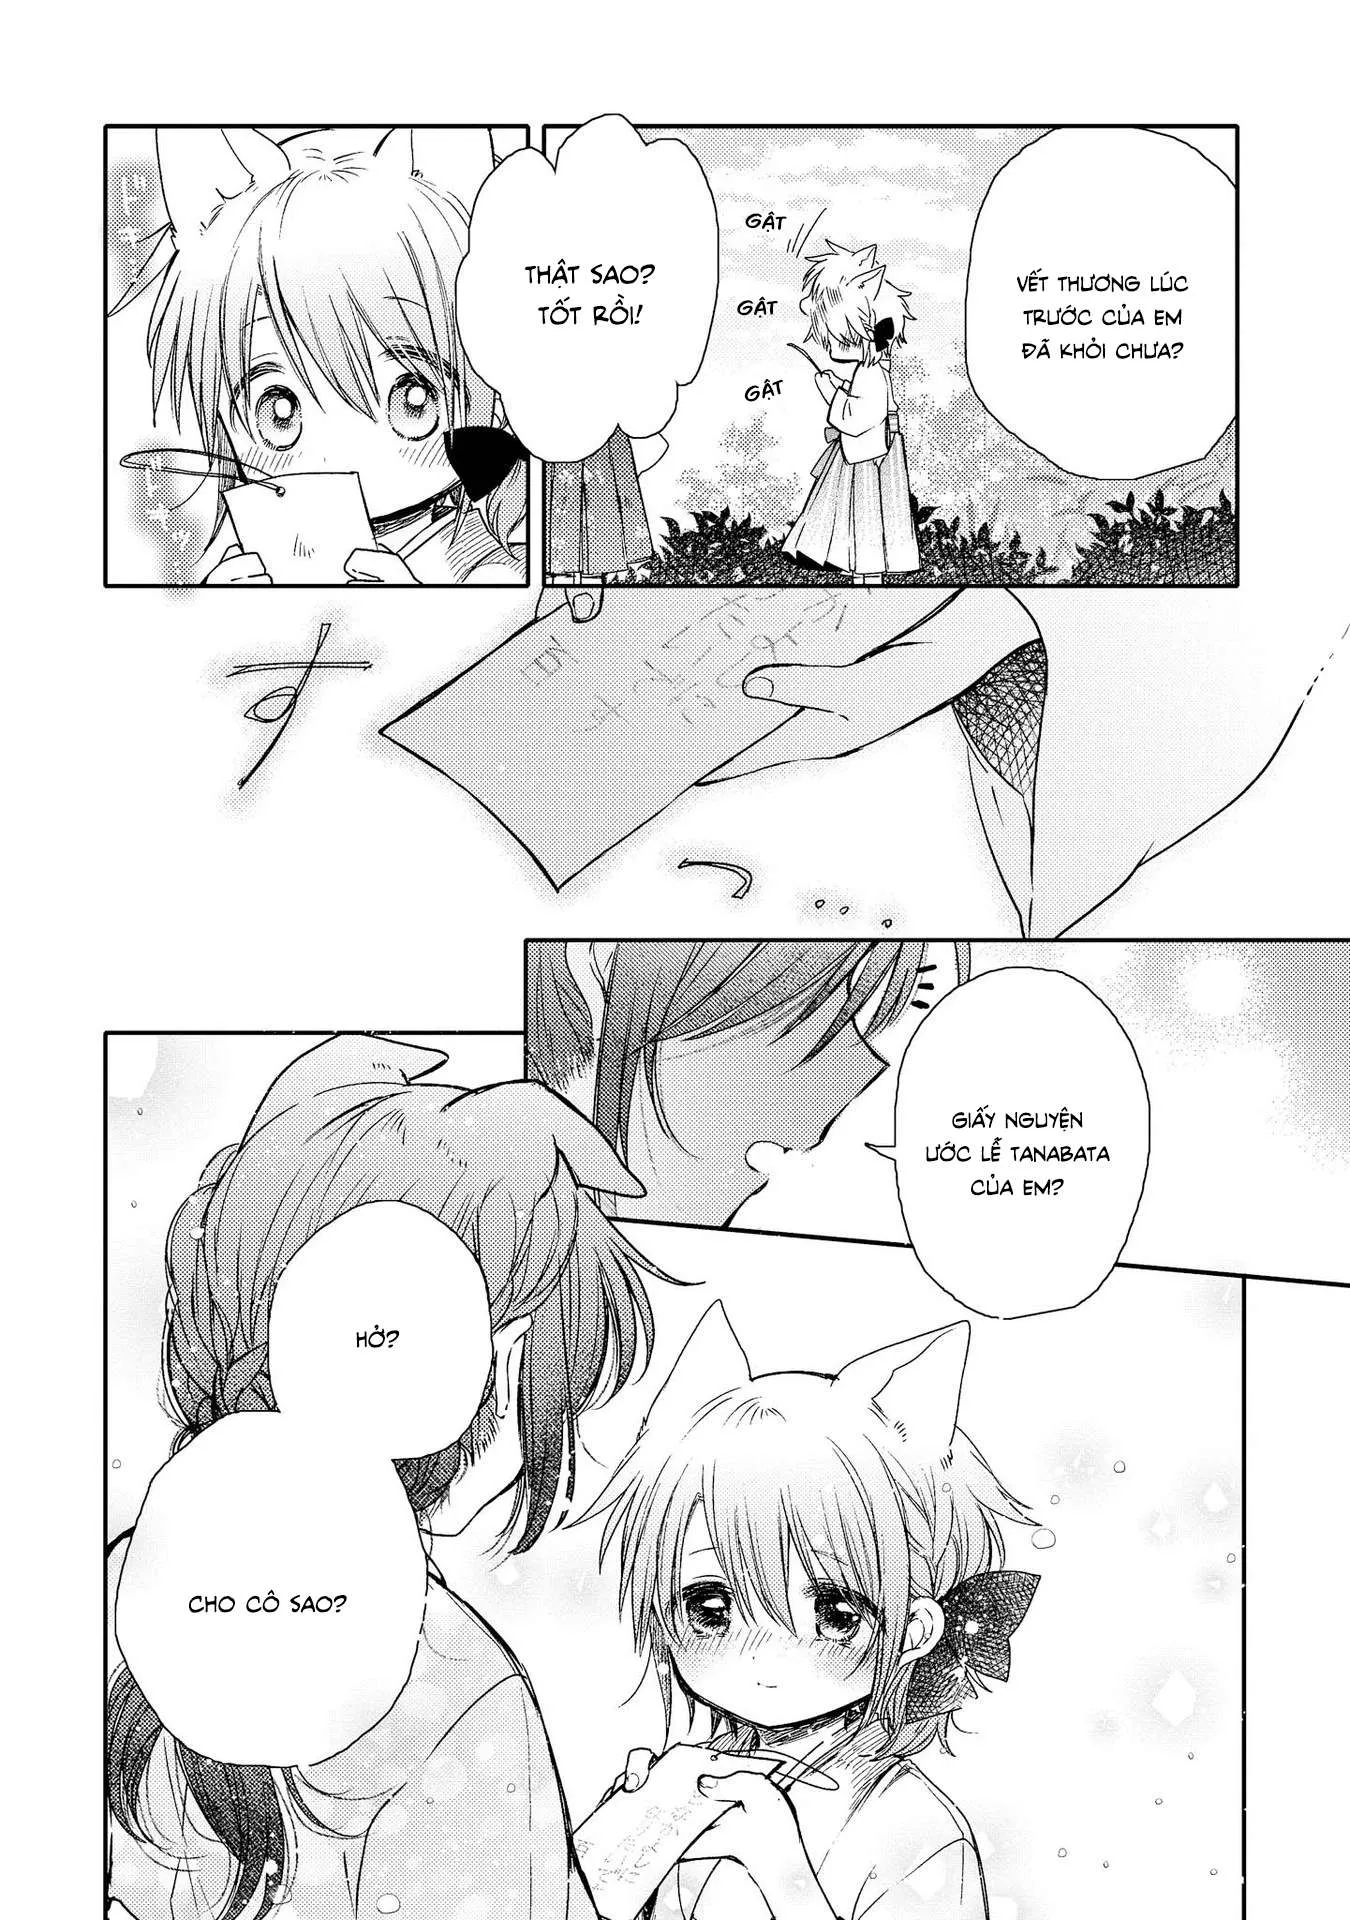 VẾT THƯƠNG LÚC
TRƯỚC CỦA EM
ĐÃ KHỎI CHƯA?
GẬT
GẬT
GẬT
THẬT SAO?
TỐT RỒI!
す
GIẤY NGUYỆN
ƯỚC LỄ TANABATA
CỦA EM?
HỞ?
CHO CÔ SAO?